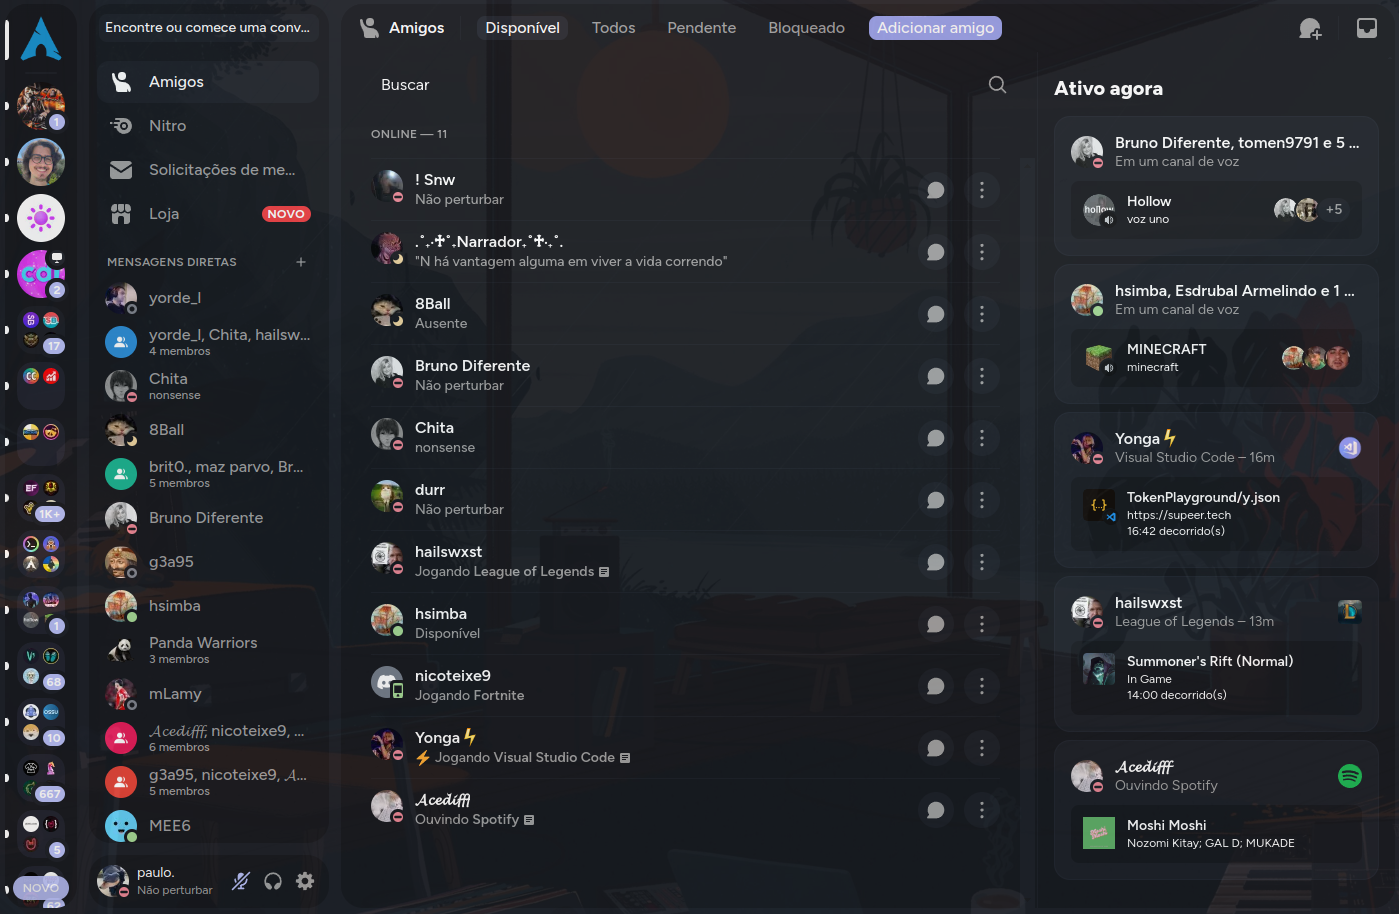 Encontre ou comece uma conv...
Amigos
Nitro
Solicitações de me...
Loja
NOVO
MENSAGENS DIRETAS
yorde_l
yorde_l, Chita, hailsw...
4 membros
Chita
nonsense
8Ball
brit0., maz parvo, Br...
5 membros
Bruno Diferente
g3a95
hsimba
Panda Warriors
3 membros
mLamy
𝓐𝓬𝓮𝓭𝓲𝓯𝓯𝓯, nicoteixe9, ...
6 membros
g3a95, nicoteixe9, 𝓐...
5 membros
MEE6
paulo.
Não perturbar
1
2
17
EF
1K+
hollow
1
68
OSSU
10
667
5
NOVO
62
Amigos
Disponível
Todos
Pendente
Bloqueado
Adicionar amigo
Buscar
ONLINE — 11
! Snw
Não perturbar
.˚₊‧✢˚₊Narrador₊˚✢‧₊˚.
"N há vantagem alguma em viver a vida correndo"
8Ball
Ausente
Bruno Diferente
Não perturbar
Chita
nonsense
durr
Não perturbar
hailswxst
Jogando League of Legends
hsimba
Disponível
nicoteixe9
Jogando Fortnite
Yonga⚡
⚡ Jogando Visual Studio Code
𝓐𝓬𝓮𝓭𝓲𝓯𝓯𝓯
Ouvindo Spotify
Ativo agora
Bruno Diferente, tomen9791 e 5 ...
Em um canal de voz
hollow
Hollow
voz uno
+5
hsimba, Esdrubal Armelindo e 1 ...
Em um canal de voz
MINECRAFT
minecraft
Yonga⚡
Visual Studio Code – 16m
{..}
TokenPlayground/y.json
https://supeer.tech
16:42 decorrido(s)
hailswxst
League of Legends – 13m
Summoner's Rift (Normal)
In Game
14:00 decorrido(s)
𝓐𝓬𝓮𝓭𝓲𝓯𝓯𝓯
Ouvindo Spotify
Moshi Moshi
Nozomi Kitay; GAL D; MUKADE